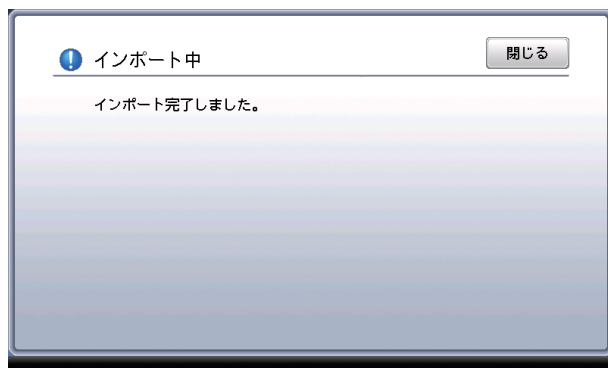 インポート中
閉じる
インポート完了しました。